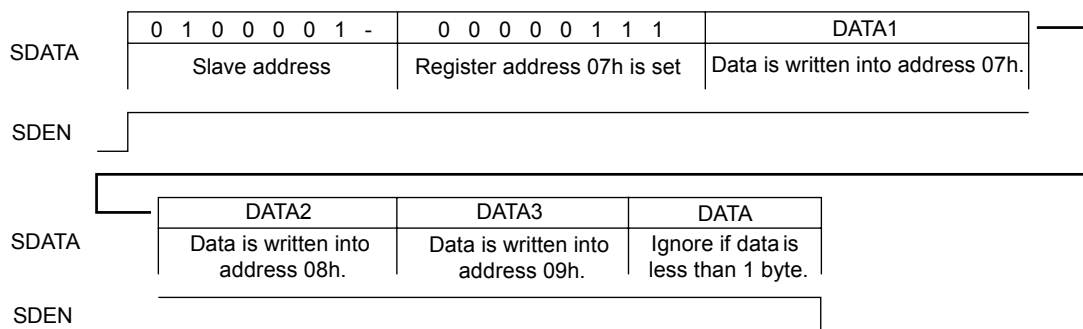 0 1 0 0 0 0 1 - 0 0 0 0 0 1 1 1 DATA1
SDATA
Slave address Register address 07h is set Data is written into address 07h.
SDEN
DATA2 DATA3 DATA
SDATA
Data is written into Data is written into Ignore if data is
address 08h. address 09h. less than 1 byte.
SDEN